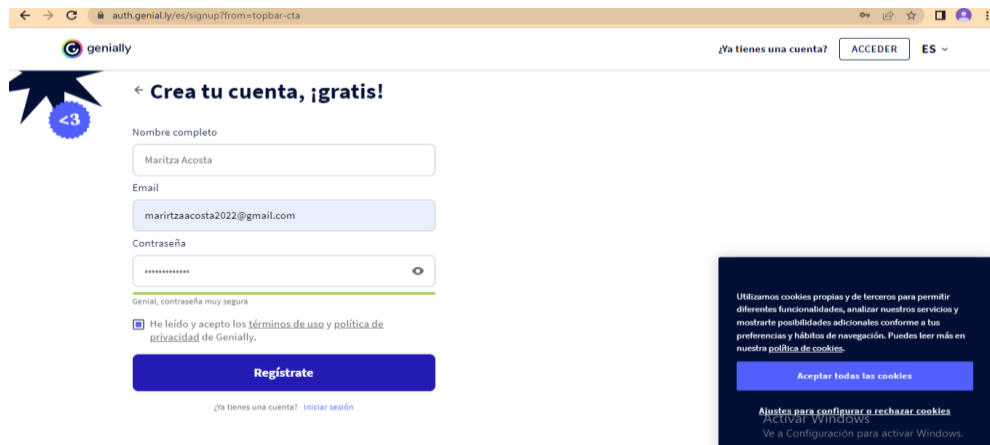 auth.genial.ly/es/signup?from=topbar-cta
genially
¿Ya tienes una cuenta? ACCEDER ES
<3
Crea tu cuenta, ¡gratis!
Nombre completo
Maritza Acosta
Email
marirtzaacosta2022@gmail.com
Contraseña
•••••••••••••
Genial, contraseña muy segura
He leído y acepto los términos de uso y política de
privacidad de Genially.
Regístrate
¿Ya tienes una cuenta? Iniciar sesión
Utilizamos cookies propias y de terceros para permitir
diferentes funcionalidades, analizar nuestros servicios y
mostrarte posibilidades adicionales conforme a tus
preferencias y hábitos de navegación. Puedes leer más en
nuestra política de cookies.
Aceptar todas las cookies
Ajustes para configurar o rechazar cookies
Activar Windows
Ve a Configuración para activar Windows.